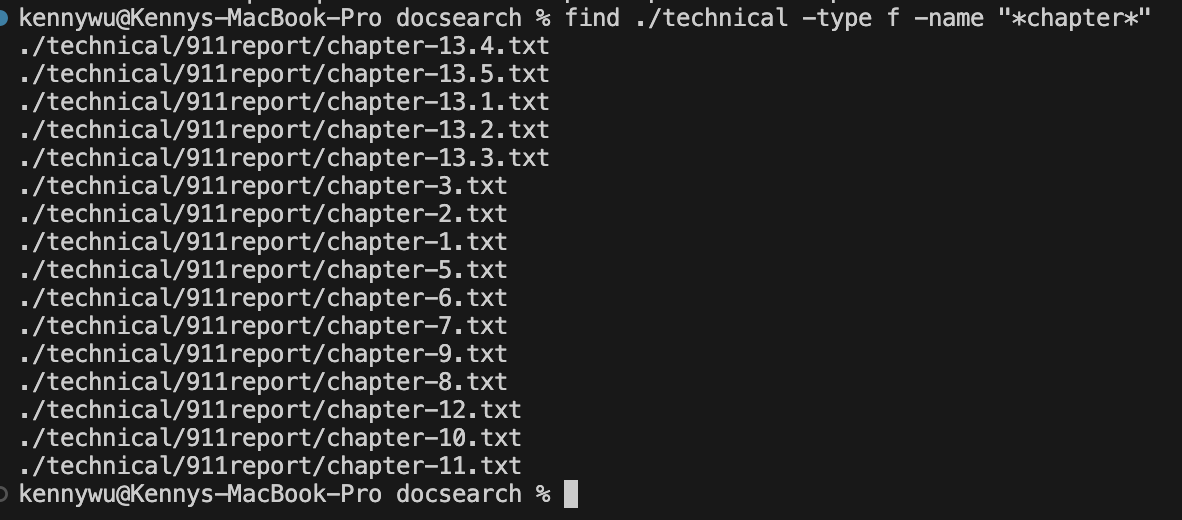 kennywu@Kennys-MacBook-Pro docsearch % find ./technical -type f -name "*chapter*"
./technical/911report/chapter-13.4.txt
./technical/911report/chapter-13.5.txt
./technical/911report/chapter-13.1.txt
./technical/911report/chapter-13.2.txt
./technical/911report/chapter-13.3.txt
./technical/911report/chapter-3.txt
./technical/911report/chapter-2.txt
./technical/911report/chapter-1.txt
./technical/911report/chapter-5.txt
./technical/911report/chapter-6.txt
./technical/911report/chapter-7.txt
./technical/911report/chapter-9.txt
./technical/911report/chapter-8.txt
./technical/911report/chapter-12.txt
./technical/911report/chapter-10.txt
./technical/911report/chapter-11.txt
kennywu@Kennys-MacBook-Pro docsearch %